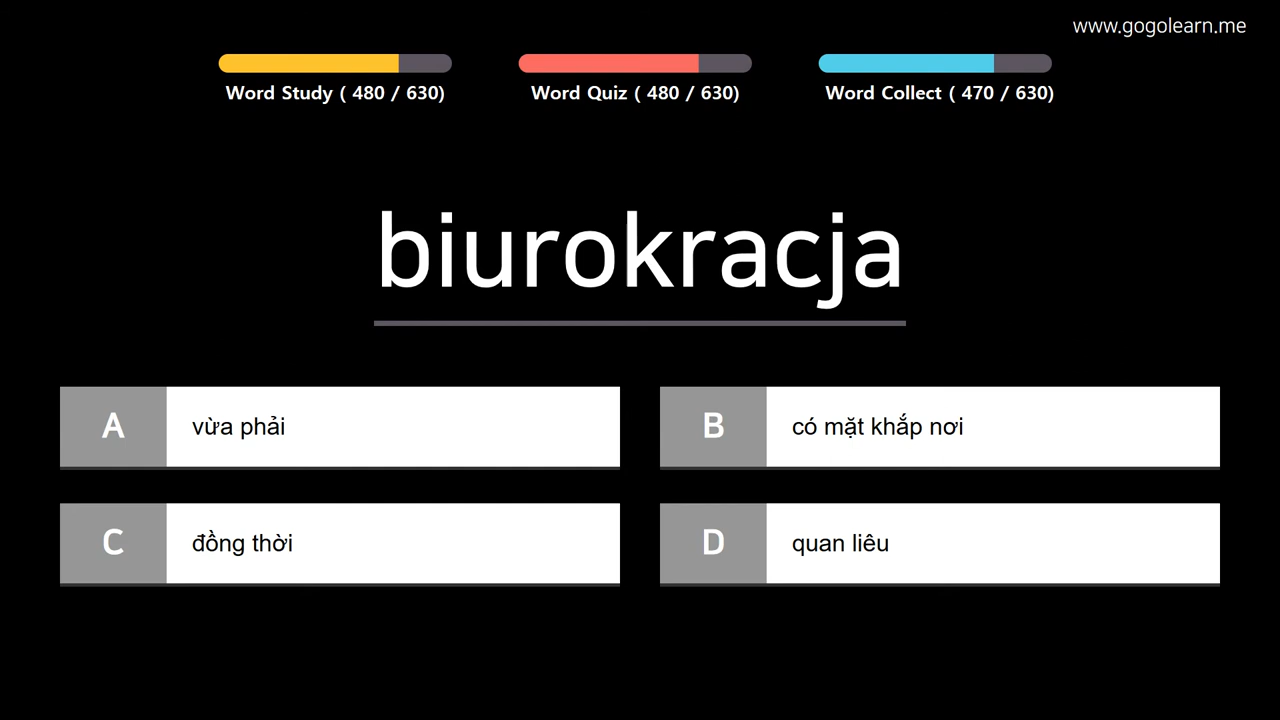 www.gogolearn.me
Word Study ( 480 / 630)
Word Quiz ( 480 / 630)
Word Collect ( 470 / 630)
biurokracja
A vừa phải
B có mặt khắp nơi
C đồng thời
D quan liêu